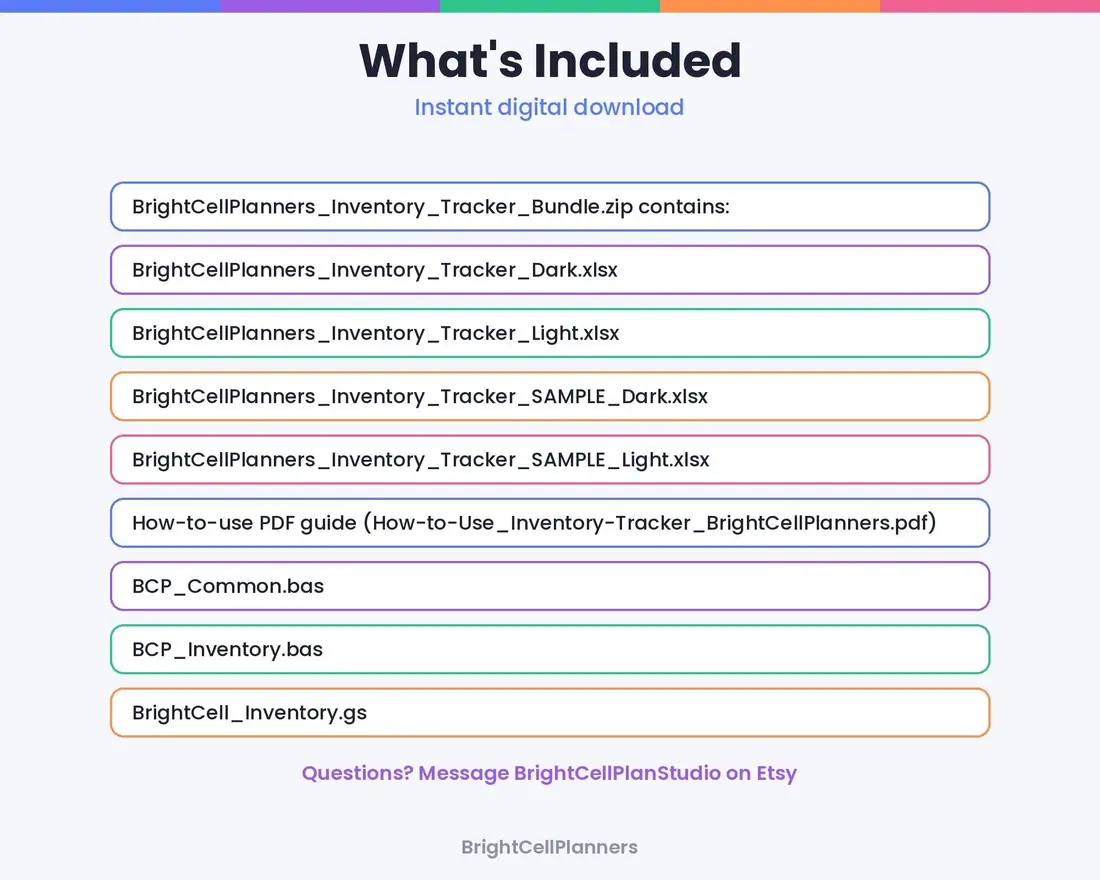 What's Included
Instant digital download
BrightCellPlanners_Inventory_Tracker_Bundle.zip contains:
BrightCellPlanners_Inventory_Tracker_Dark.xlsx
BrightCellPlanners_Inventory_Tracker_Light.xlsx
BrightCellPlanners_Inventory_Tracker_SAMPLE_Dark.xlsx
BrightCellPlanners_Inventory_Tracker_SAMPLE_Light.xlsx
How-to-use PDF guide (How-to-Use_Inventory-Tracker_BrightCellPlanners.pdf)
BCP_Common.bas
BCP_Inventory.bas
BrightCell_Inventory.gs
Questions? Message BrightCellPlanStudio on Etsy
BrightCellPlanners